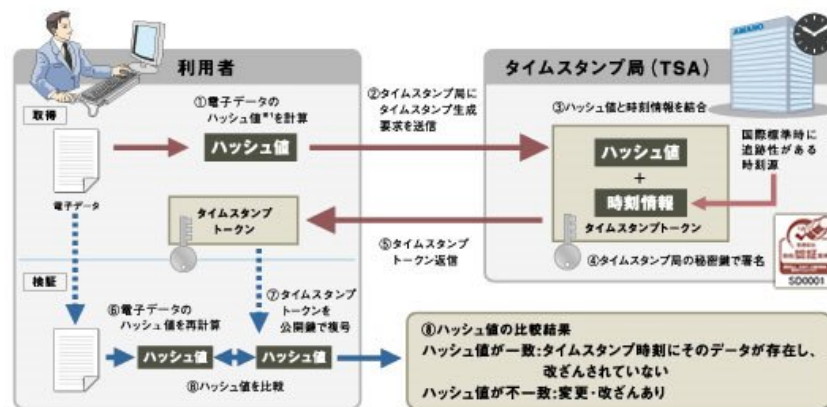 AMANO
利用者
タイムスタンプ局(TSA)
取得
①電子データの
ハッシュ値*¹を計算
②タイムスタンプ局に
タイムスタンプ生成
要求を送信
③ハッシュ値と時刻情報を結合
ハッシュ値
ハッシュ値
+
時刻情報
タイムスタンプトークン
国際標準時に
追跡性がある
時刻源
電子データ
タイムスタンプ
トークン
⑤タイムスタンプ
トークン返信
④タイムスタンプ局の秘密鍵で署名
SD0001
検証
⑥電子データの
ハッシュ値を再計算
⑦タイムスタンプ
トークンを
公開鍵で復号
ハッシュ値
ハッシュ値
⑧ハッシュ値を比較
⑧ハッシュ値の比較結果
ハッシュ値が一致:タイムスタンプ時刻にそのデータが存在し、
改ざんされていない
ハッシュ値が不一致:変更・改ざんあり